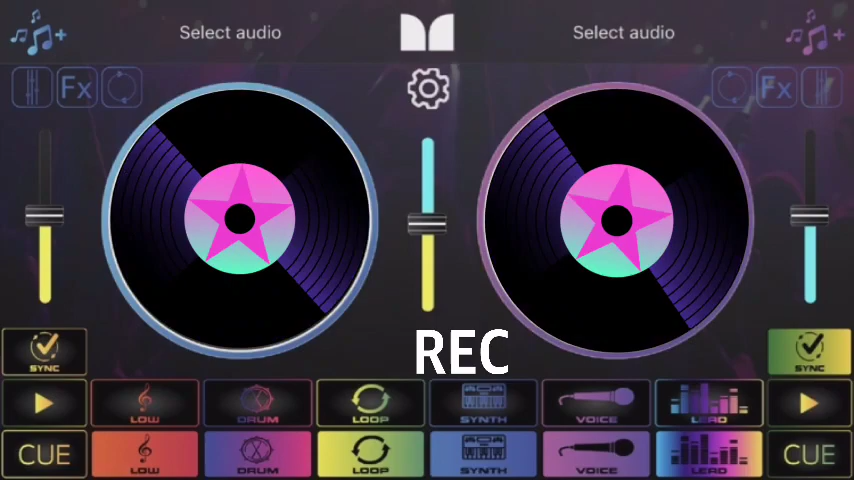 Select audio
Select audio
Fx
Fx
REC
SYNC
SYNC
LOW
DRUM
LOOP
SYNTH
VOICE
LEAD
CUE
LOW
DRUM
LOOP
SYNTH
VOICE
LEAD
CUE